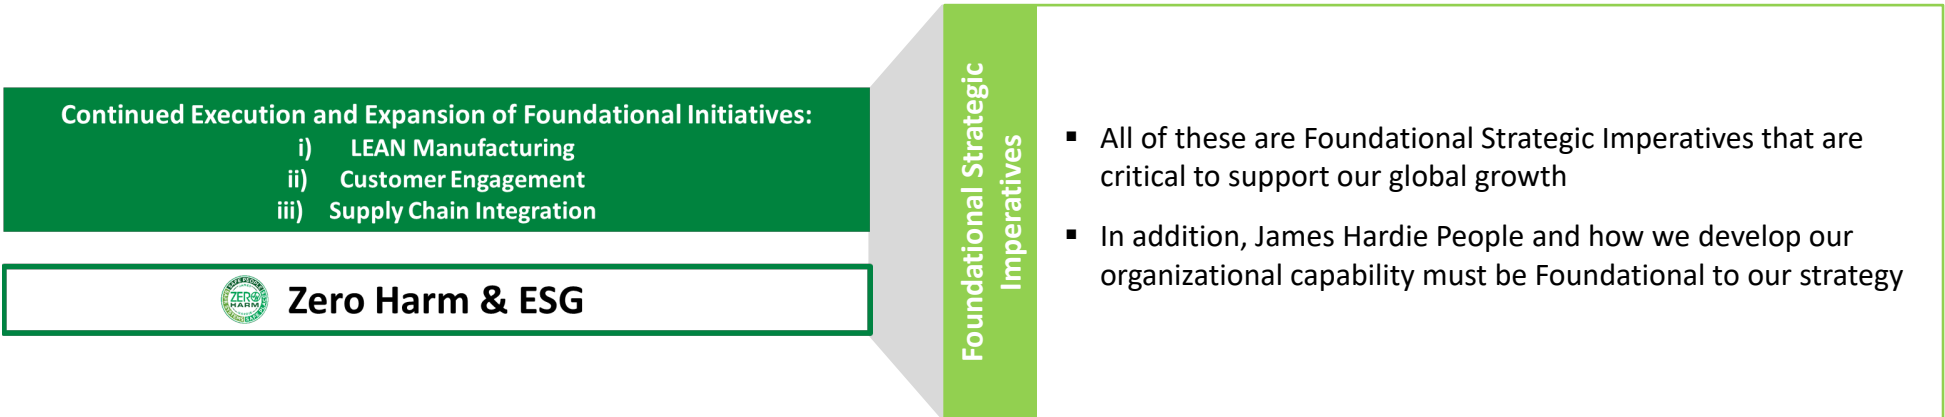 Continued Execution and Expansion of Foundational Initiatives:
i) LEAN Manufacturing
ii) Customer Engagement
iii) Supply Chain Integration
ZERO
HARM
Zero Harm & ESG
Foundational Strategic
Imperatives
▪ All of these are Foundational Strategic Imperatives that are
critical to support our global growth
▪ In addition, James Hardie People and how we develop our
organizational capability must be Foundational to our strategy